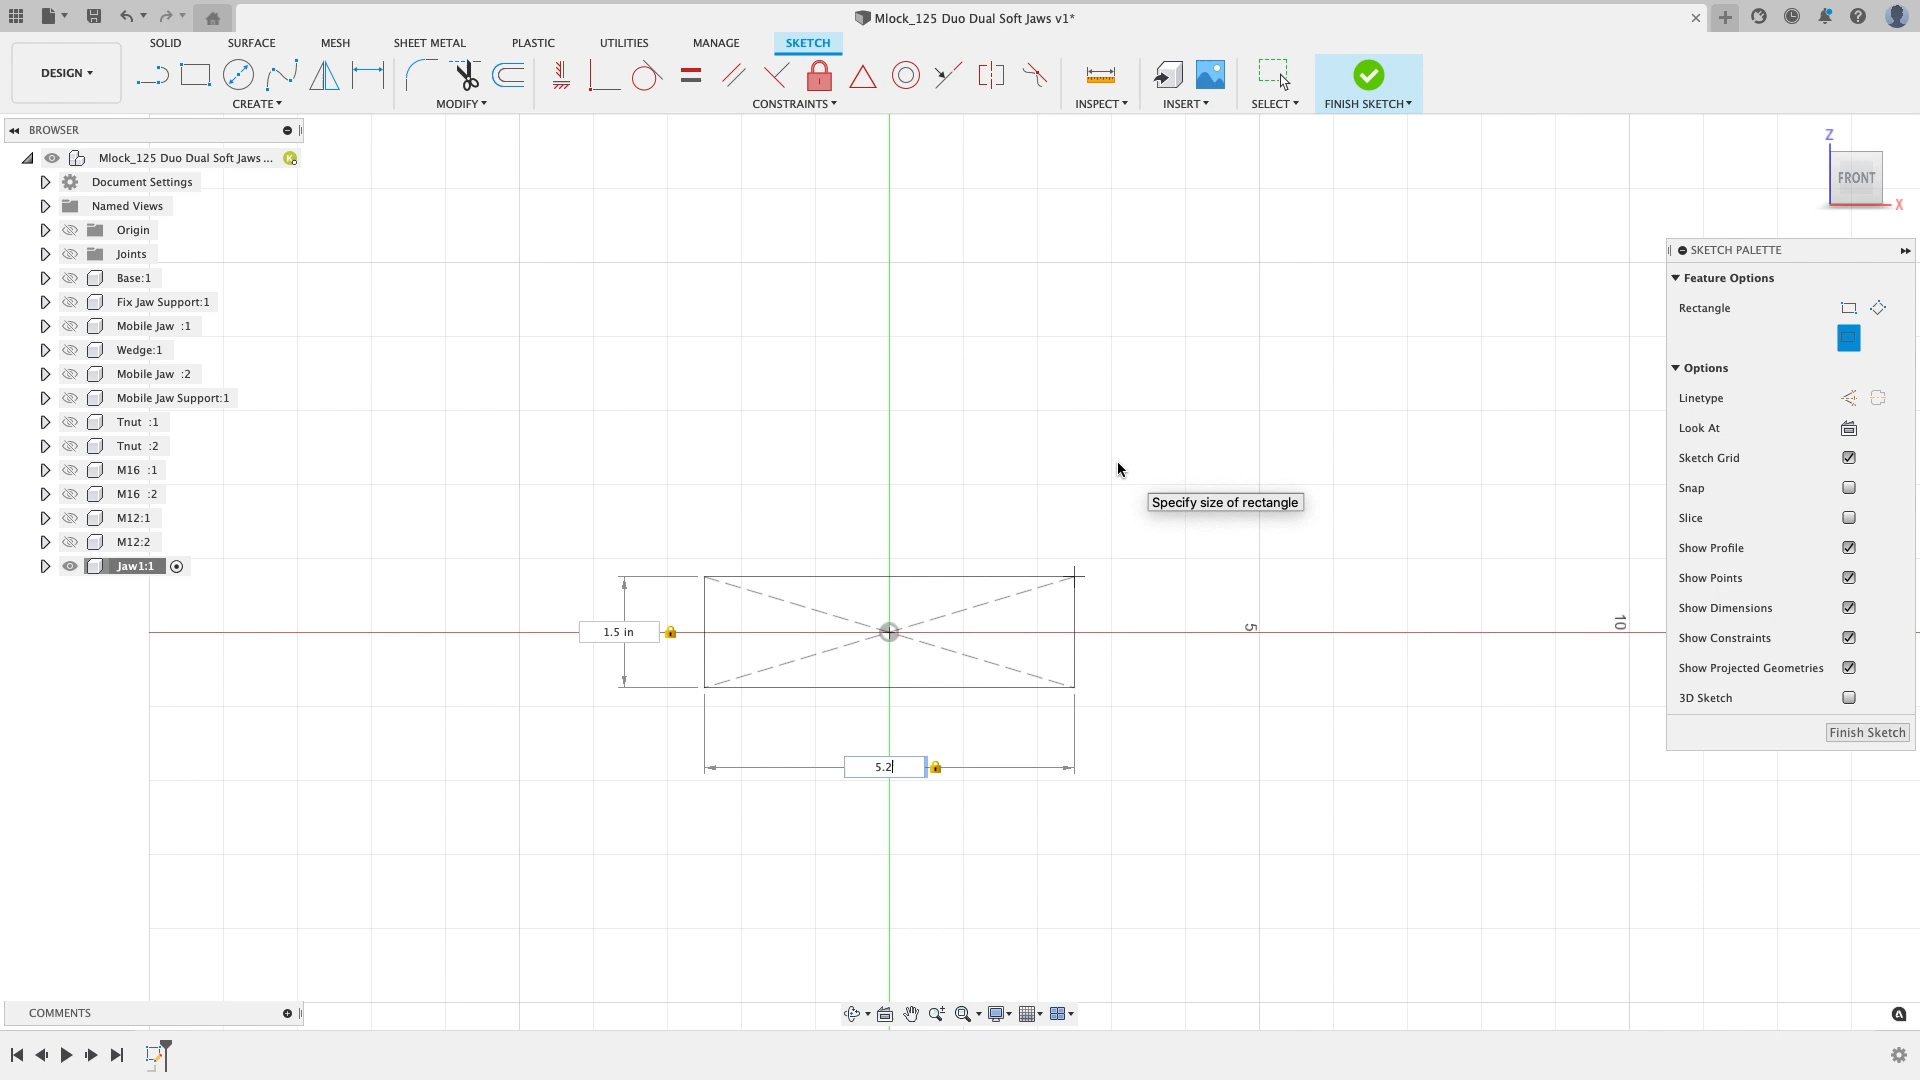 Mlock_125 Duo Dual Soft Jaws v1*
DESIGN
SOLID
SURFACE
MESH
SHEET METAL
PLASTIC
UTILITIES
MANAGE
SKETCH
CREATE
MODIFY
CONSTRAINTS
INSPECT
INSERT
SELECT
FINISH SKETCH
BROWSER
Mlock_125 Duo Dual Soft Jaws ...
Document Settings
Named Views
Origin
Joints
Base:1
Fix Jaw Support:1
Mobile Jaw :1
Wedge:1
Mobile Jaw :2
Mobile Jaw Support:1
Tnut :1
Tnut :2
M16 :1
M16 :2
M12:1
M12:2
Jaw1:1
Z
FRONT
X
Specify size of rectangle
1.5 in
5.2
5
10
SKETCH PALETTE
Feature Options
Rectangle
Options
Linetype
Look At
Sketch Grid
Snap
Slice
Show Profile
Show Points
Show Dimensions
Show Constraints
Show Projected Geometries
3D Sketch
Finish Sketch
COMMENTS